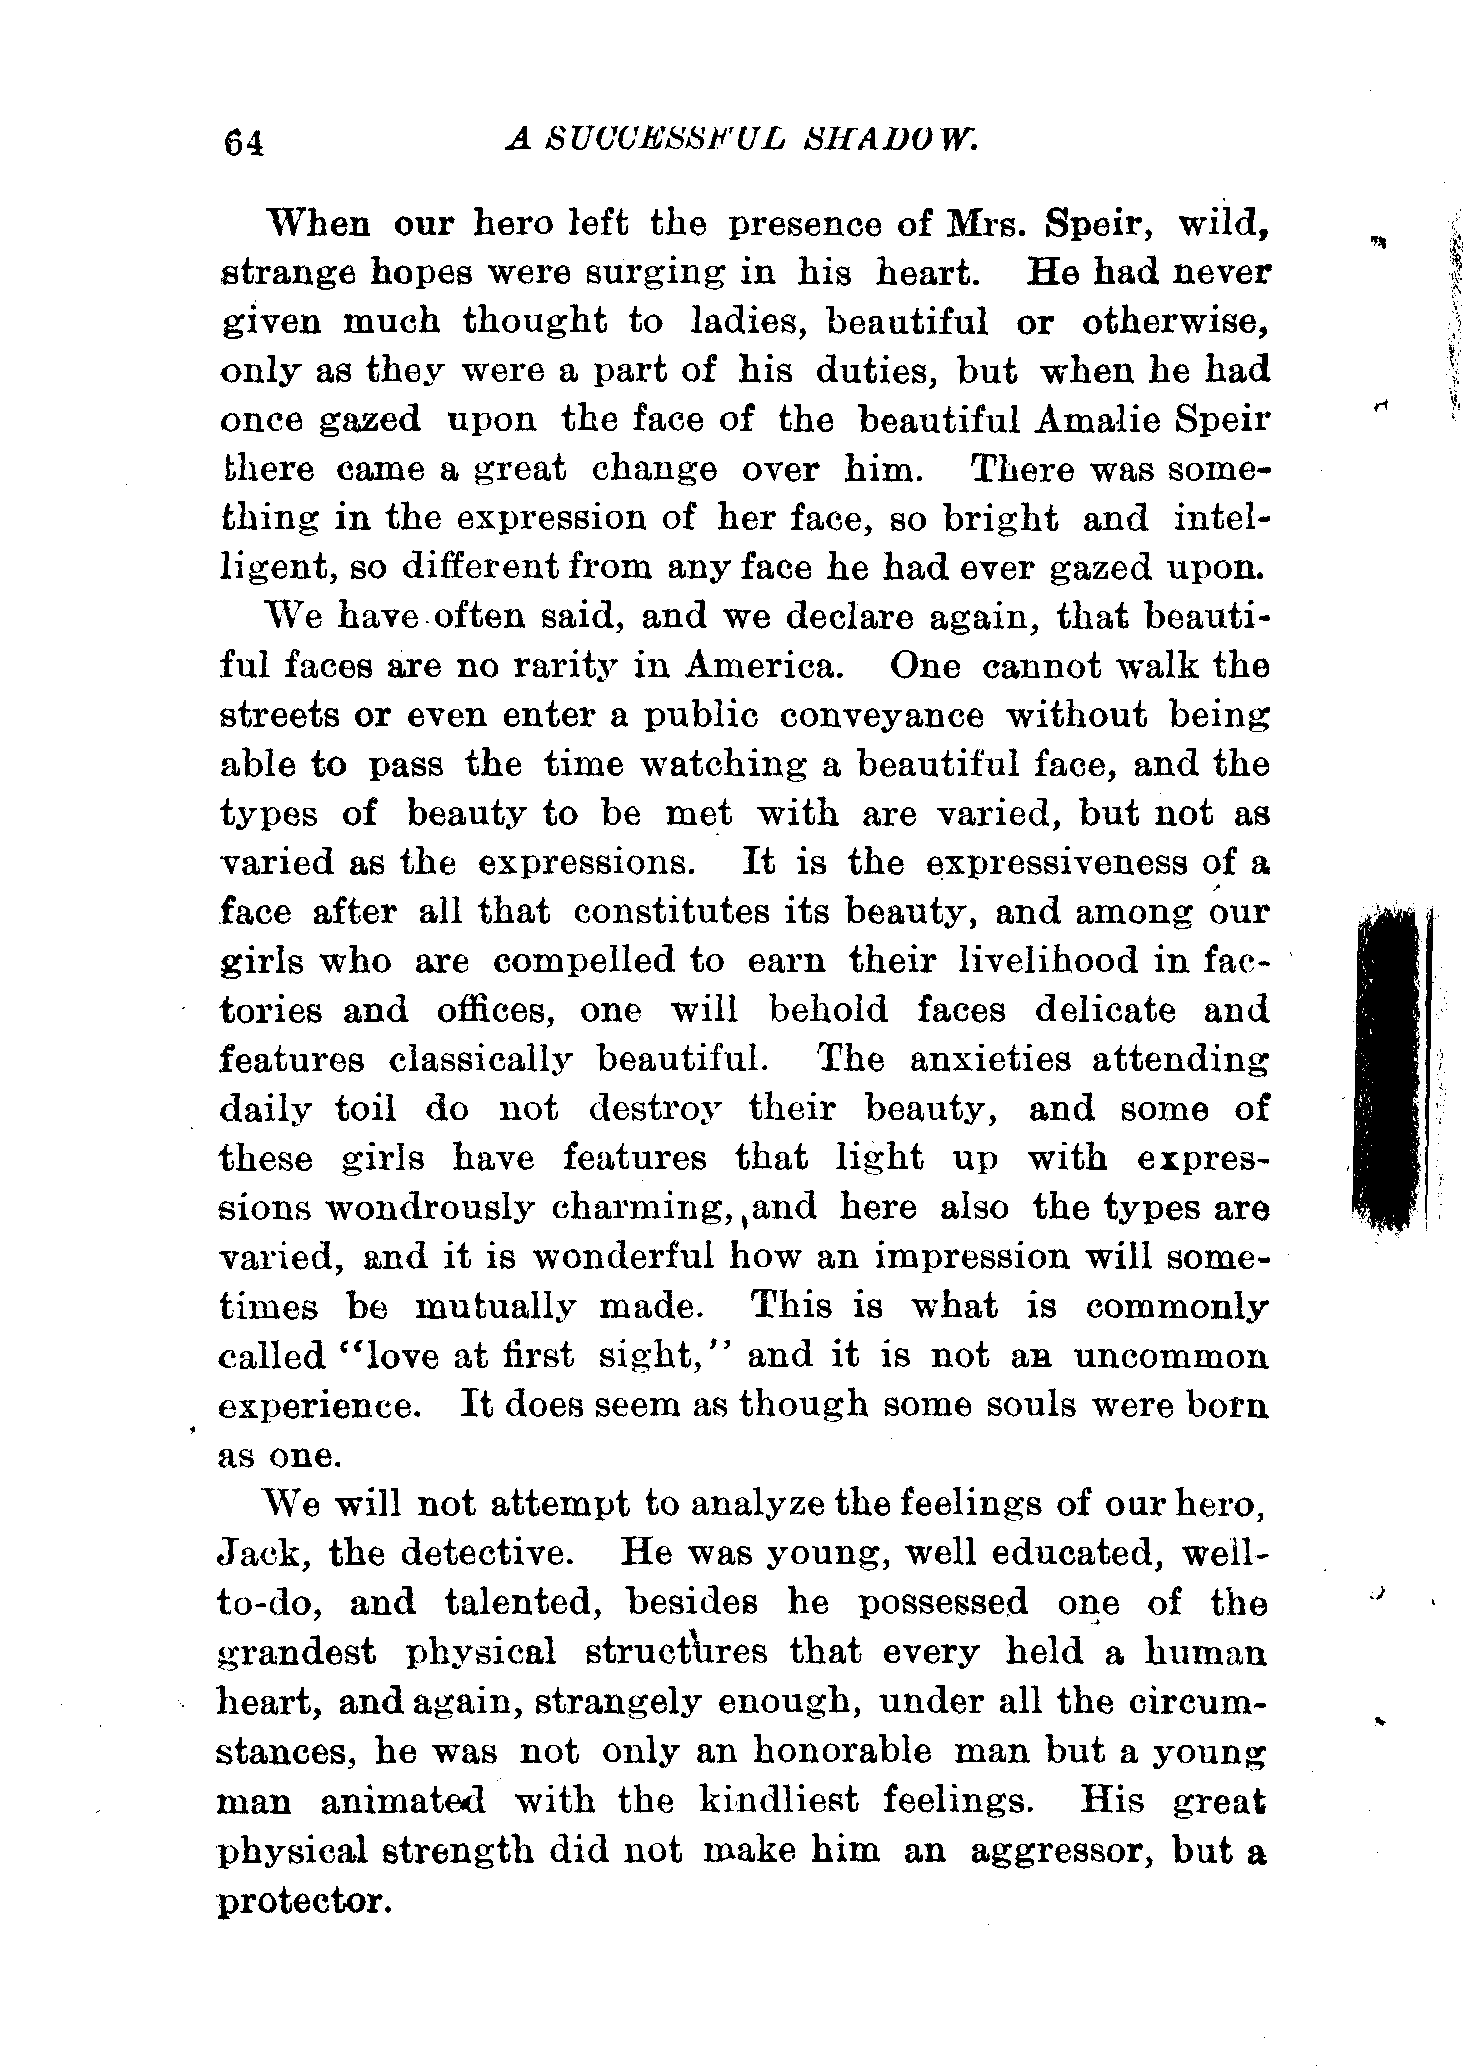 64 A SUCCESSFUL SHADOW.
When our hero left the presence of Mrs. Speir, wild,
strange hopes were surging in his heart. He had never
given much thought to ladies, beautiful or otherwise,
only as they were a part of his duties, but when he had
once gazed upon the face of the beautiful Amalie Speir
there came a great change over him. There was some-
thing in the expression of her face, so bright and intel-
ligent, so different from any face he had ever gazed upon.
We have often said, and we declare again, that beauti-
ful faces are no rarity in America. One cannot walk the
streets or even enter a public conveyance without being
able to pass the time watching a beautiful face, and the
types of beauty to be met with are varied, but not as
varied as the expressions. It is the expressiveness of a
face after all that constitutes its beauty, and among our
girls who are compelled to earn their livelihood in fac-
tories and offices, one will behold faces delicate and
features classically beautiful. The anxieties attending
daily toil do not destroy their beauty, and some of
these girls have features that light up with expres-
sions wondrously charming, and here also the types are
varied, and it is wonderful how an impression will some-
times be mutually made. This is what is commonly
called "love at first sight," and it is not an uncommon
experience. It does seem as though some souls were born
as one.
We will not attempt to analyze the feelings of our hero,
Jack, the detective. He was young, well educated, well-
to-do, and talented, besides he possessed one of the
grandest physical structures that every held a human
heart, and again, strangely enough, under all the circum-
stances, he was not only an honorable man but a young
man animated with the kindliest feelings. His great
physical strength did not make him an aggressor, but a
protector.